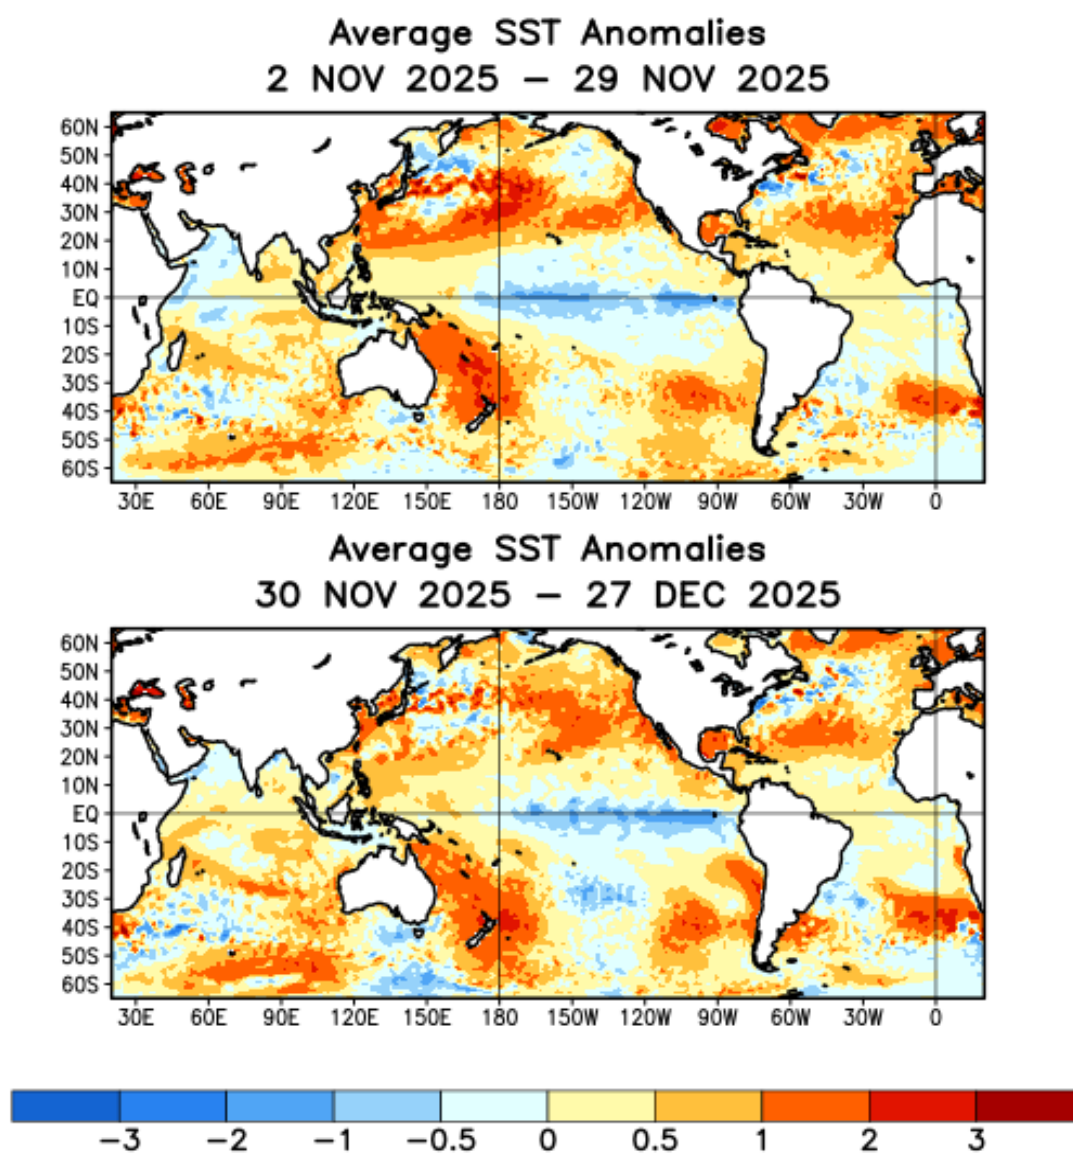 Average SST Anomalies
2 NOV 2025 – 29 NOV 2025
60N
50N
40N
30N
20N
10N
EQ
10S
20S
30S
40S
50S
60S
30E 60E 90E 120E 150E 180 150W 120W 90W 60W 30W 0
Average SST Anomalies
30 NOV 2025 – 27 DEC 2025
60N
50N
40N
30N
20N
10N
EQ
10S
20S
30S
40S
50S
60S
30E 60E 90E 120E 150E 180 150W 120W 90W 60W 30W 0
−3 −2 −1 −0.5 0 0.5 1 2 3